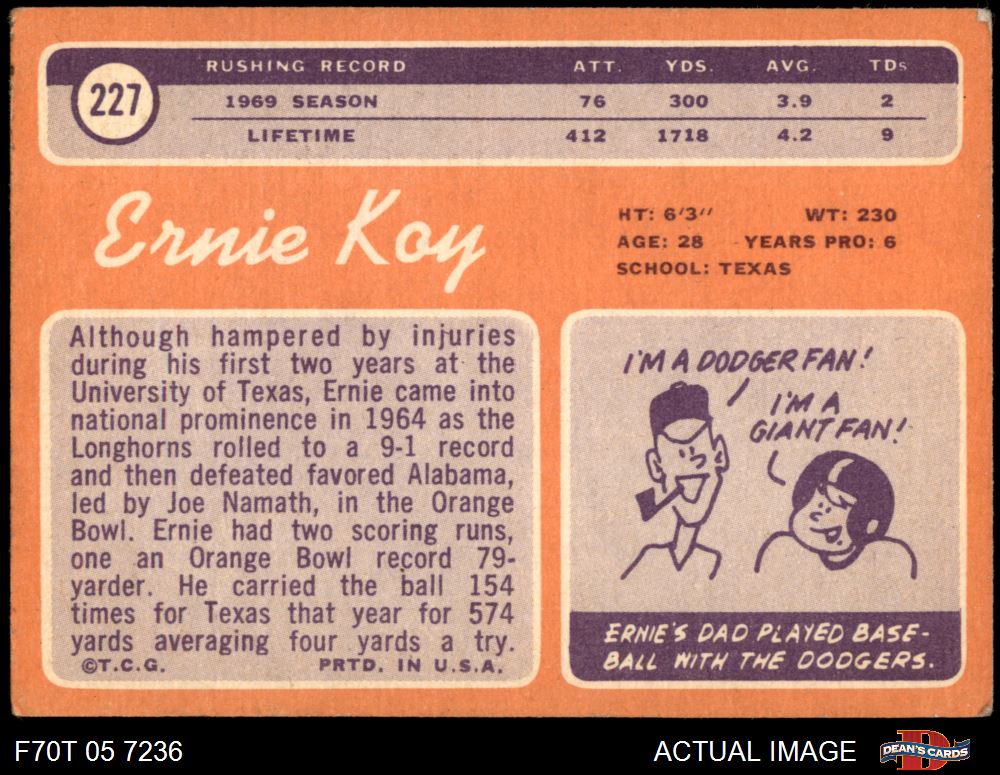 227
RUSHING RECORD ATT. YDS. AVG. TDs
1969 SEASON 76 300 3.9 2
LIFETIME 412 1718 4.2 9
Ernie Koy
HT: 6'3" WT: 230
AGE: 28 YEARS PRO: 6
SCHOOL: TEXAS
Although hampered by injuries
during his first two years at the
University of Texas, Ernie came into
national prominence in 1964 as the
Longhorns rolled to a 9-1 record
and then defeated favored Alabama,
led by Joe Namath, in the Orange
Bowl. Ernie had two scoring runs,
one an Orange Bowl record 79-
yarder. He carried the ball 154
times for Texas that year for 574
yards averaging four yards a try.
©T.C.G. PRTD. IN U.S.A.
I'M A DODGER FAN!
I'M A
GIANT FAN!
ERNIE'S DAD PLAYED BASE-
BALL WITH THE DODGERS.
F70T 05 7236 ACTUAL IMAGE
DEAN'S CARDS